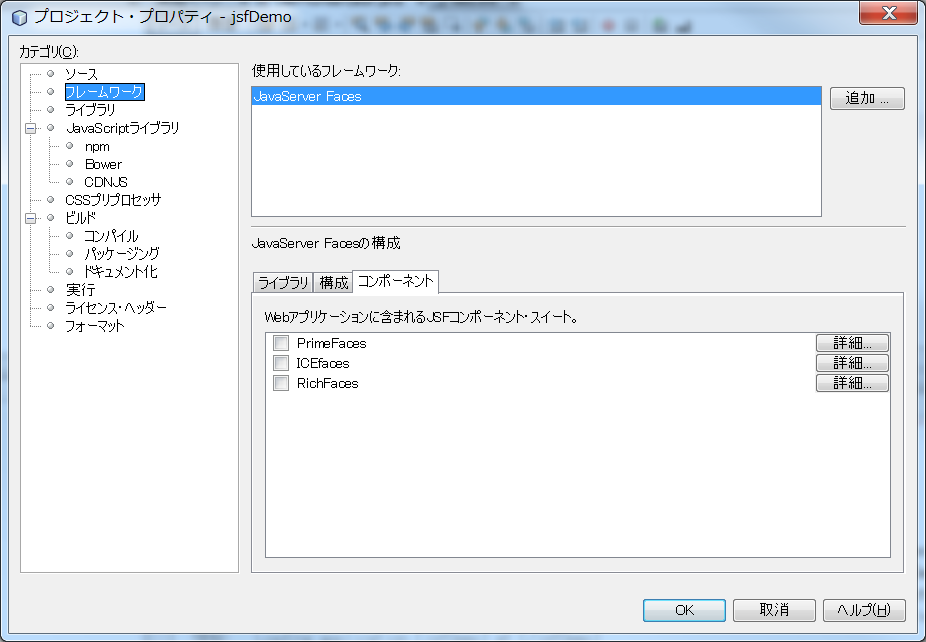 プロジェクト・プロパティ - jsfDemo
カテゴリ(C):
ソース
フレームワーク
ライブラリ
JavaScriptライブラリ
npm
Bower
CDNJS
CSSプリプロセッサ
ビルド
コンパイル
パッケージング
ドキュメント化
実行
ライセンス・ヘッダー
フォーマット
使用しているフレームワーク:
JavaServer Faces
追加 ...
JavaServer Facesの構成
ライブラリ 構成 コンポーネント
Webアプリケーションに含まれるJSFコンポーネント・スイート。
PrimeFaces 詳細...
ICEfaces 詳細...
RichFaces 詳細...
OK 取消 ヘルプ(H)